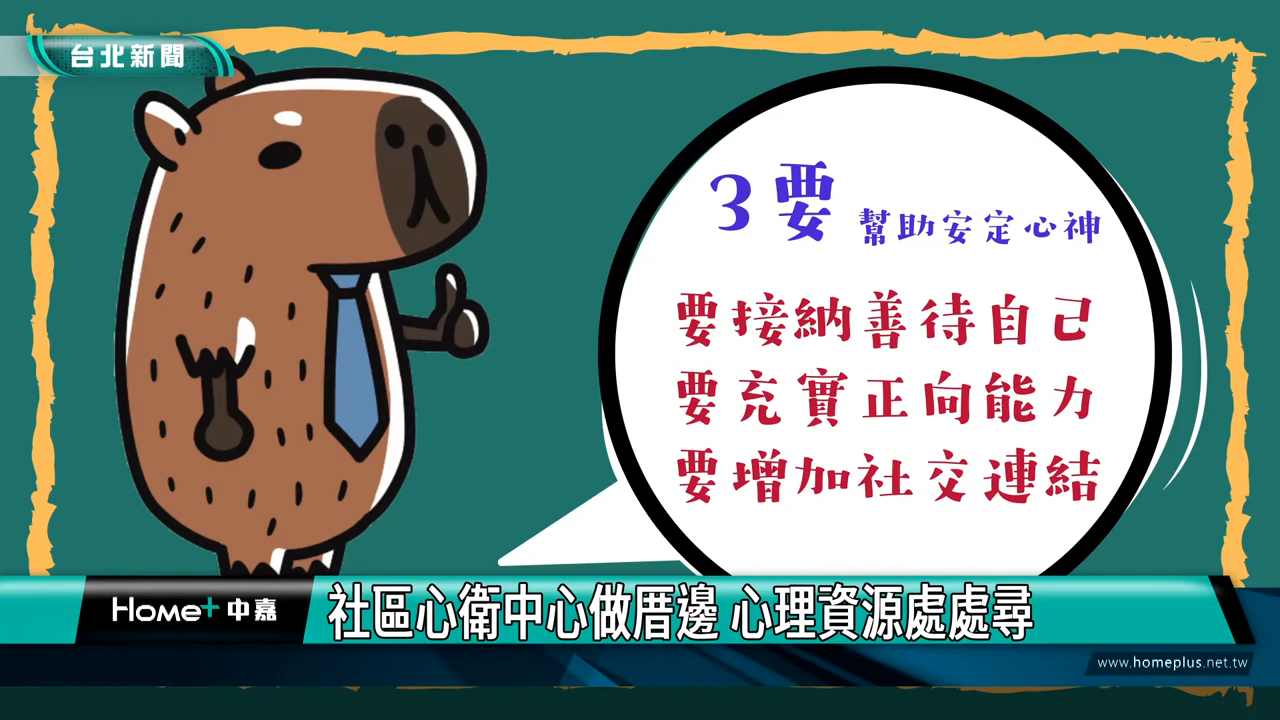 台北新聞
3要 幫助安定心神
要接納善待自己
要充實正向能力
要增加社交連結
Home+中嘉
社區心衛中心做厝邊 心理資源處處尋
www.homeplus.net.tw